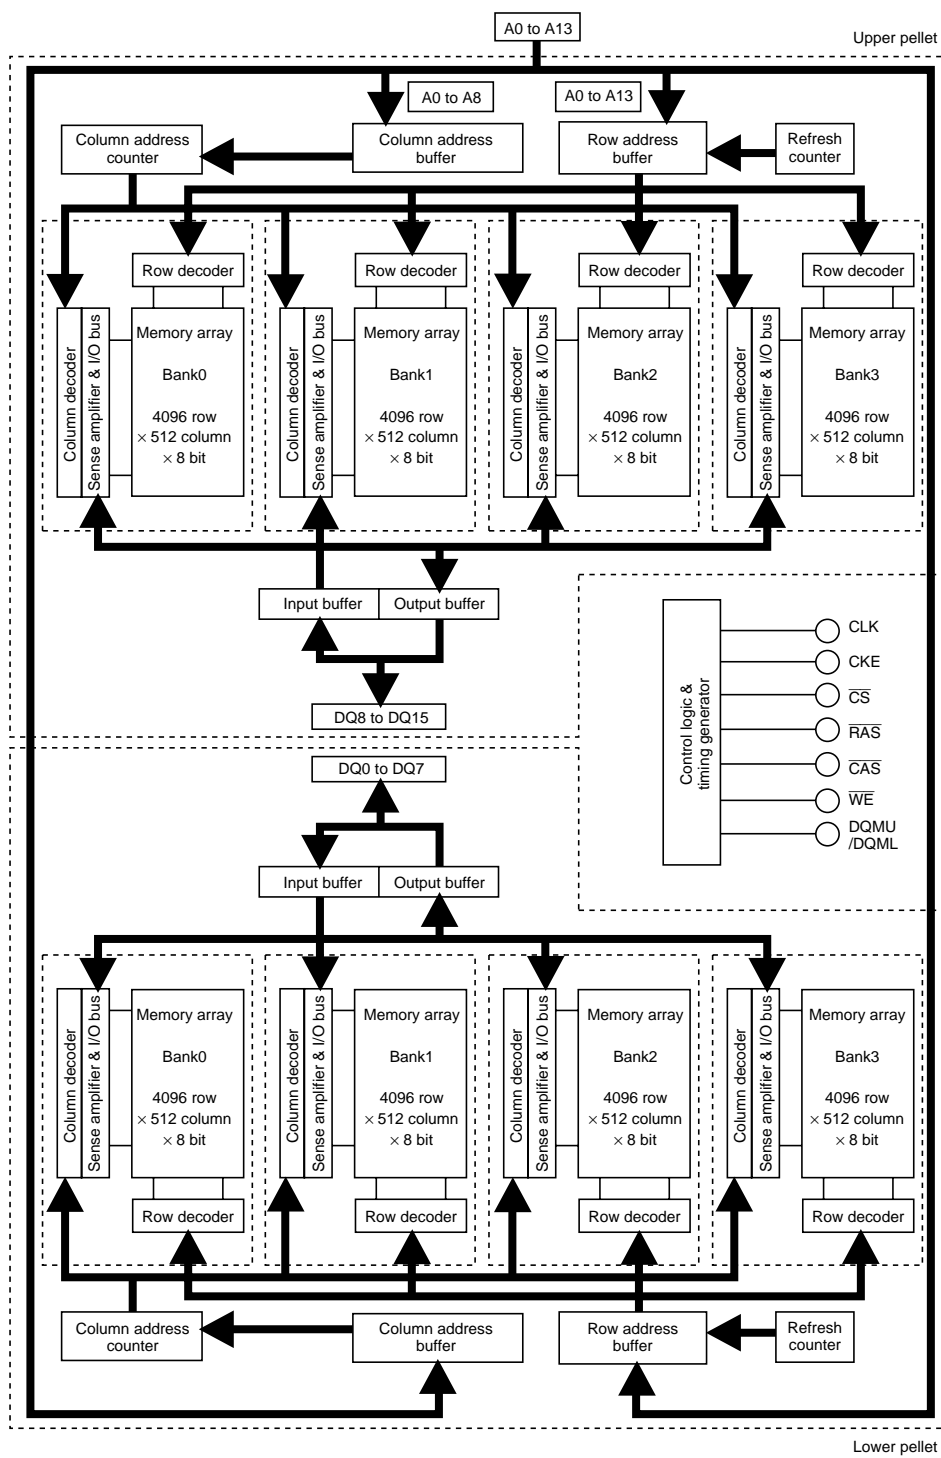 A0 to A13
Upper pellet
A0 to A8
A0 to A13
Column address
counter
Column address
buffer
Row address
buffer
Refresh
counter
Row decoder
Row decoder
Row decoder
Row decoder
Column decoder
Sense amplifier & I/O bus
Memory array
Bank0
4096 row
× 512 column
× 8 bit
Column decoder
Sense amplifier & I/O bus
Memory array
Bank1
4096 row
× 512 column
× 8 bit
Column decoder
Sense amplifier & I/O bus
Memory array
Bank2
4096 row
× 512 column
× 8 bit
Column decoder
Sense amplifier & I/O bus
Memory array
Bank3
4096 row
× 512 column
× 8 bit
Input buffer
Output buffer
DQ8 to DQ15
Control logic &
timing generator
CLK
CKE
C̅S̅
R̅A̅S̅
C̅A̅S̅
W̅E̅
DQMU
/DQML
DQ0 to DQ7
Input buffer
Output buffer
Column decoder
Sense amplifier & I/O bus
Memory array
Bank0
4096 row
× 512 column
× 8 bit
Column decoder
Sense amplifier & I/O bus
Memory array
Bank1
4096 row
× 512 column
× 8 bit
Column decoder
Sense amplifier & I/O bus
Memory array
Bank2
4096 row
× 512 column
× 8 bit
Column decoder
Sense amplifier & I/O bus
Memory array
Bank3
4096 row
× 512 column
× 8 bit
Row decoder
Row decoder
Row decoder
Row decoder
Column address
counter
Column address
buffer
Row address
buffer
Refresh
counter
Lower pellet